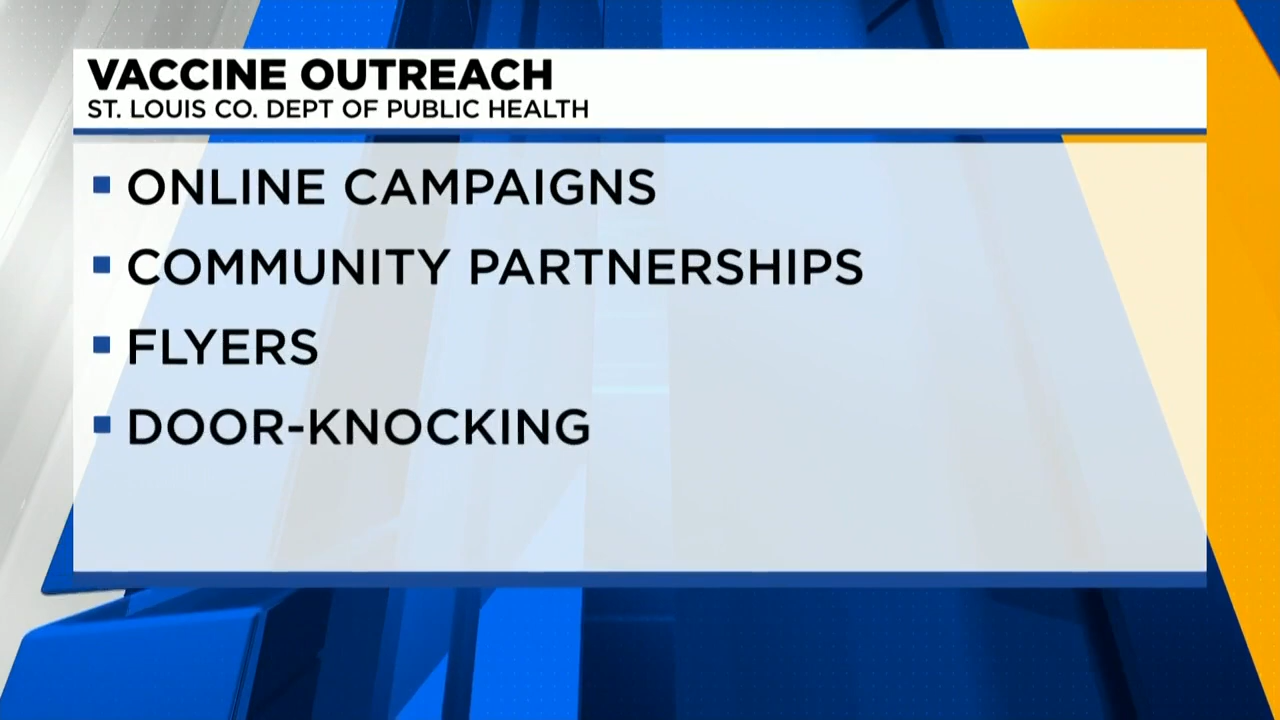 VACCINE OUTREACH
ST. LOUIS CO. DEPT OF PUBLIC HEALTH
ONLINE CAMPAIGNS
COMMUNITY PARTNERSHIPS
FLYERS
DOOR-KNOCKING